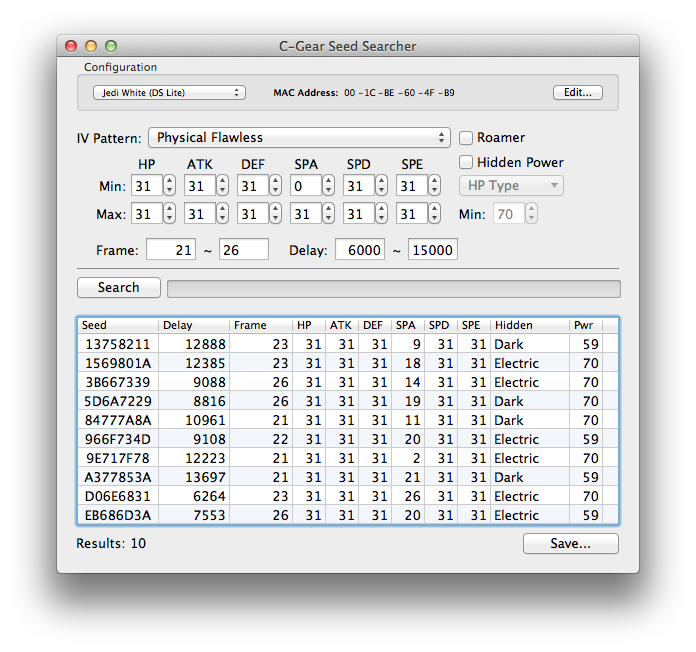 C-Gear Seed Searcher
Configuration
Jedi White (DS Lite) MAC Address: 00 -1C -BE -60 -4F -B9 Edit...
IV Pattern: Physical Flawless Roamer
HP ATK DEF SPA SPD SPE Hidden Power
Min: 31 31 31 0 31 31 HP Type
Max: 31 31 31 31 31 31 Min: 70
Frame: 21 ~ 26 Delay: 6000 ~ 15000
Search
Seed Delay Frame HP ATK DEF SPA SPD SPE Hidden Pwr
13758211 12888 23 31 31 31 9 31 31 Dark 59
1569801A 12385 23 31 31 31 18 31 31 Electric 70
3B667339 9088 26 31 31 31 14 31 31 Electric 70
5D6A7229 8816 26 31 31 31 19 31 31 Dark 70
84777A8A 10961 21 31 31 31 11 31 31 Dark 70
966F734D 9108 22 31 31 31 20 31 31 Electric 59
9E717F78 12223 21 31 31 31 2 31 31 Electric 70
A377853A 13697 21 31 31 31 21 31 31 Dark 59
D06E6831 6264 23 31 31 31 26 31 31 Electric 70
EB686D3A 7553 26 31 31 31 20 31 31 Electric 59
Results: 10 Save...